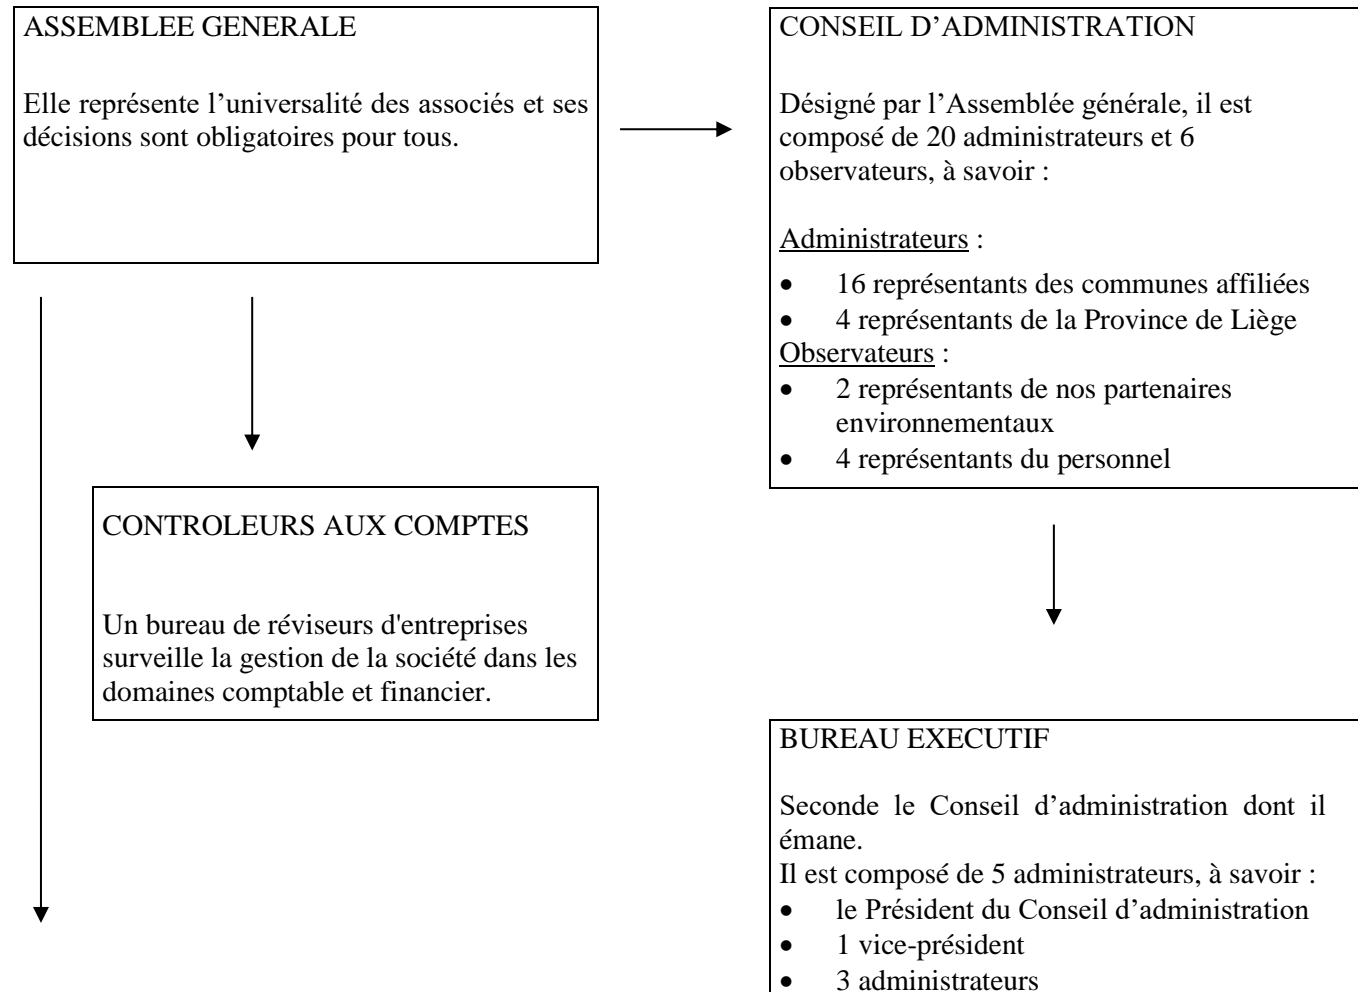 ASSEMBLEE GENERALE
Elle représente l’universalité des associés et ses
décisions sont obligatoires pour tous.
CONSEIL D’ADMINISTRATION
Désigné par l’Assemblée générale, il est
composé de 20 administrateurs et 6
observateurs, à savoir :
Administrateurs :
• 16 représentants des communes affiliées
• 4 représentants de la Province de Liège
Observateurs :
• 2 représentants de nos partenaires
environnementaux
• 4 représentants du personnel
CONTROLEURS AUX COMPTES
Un bureau de réviseurs d'entreprises
surveille la gestion de la société dans les
domaines comptable et financier.
BUREAU EXECUTIF
Seconde le Conseil d’administration dont il
émane.
Il est composé de 5 administrateurs, à savoir :
• le Président du Conseil d’administration
• 1 vice-président
• 3 administrateurs